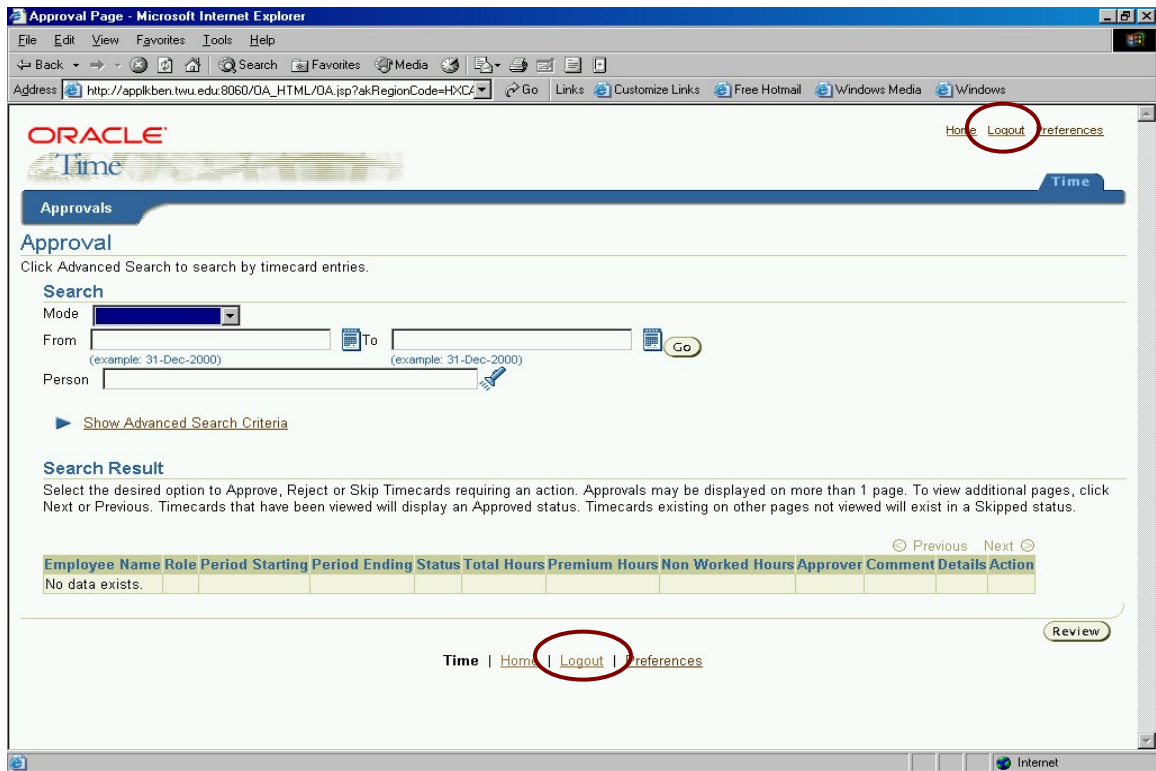 Approval Page - Microsoft Internet Explorer
File Edit View Favorites Tools Help
Back Search Favorites Media
Address http://applkben.twu.edu:8060/OA_HTML/OA.jsp?akRegionCode=HXCA Go Links Customize Links Free Hotmail Windows Media Windows
ORACLE Home Logout Preferences
Time
Time
Approvals
Approval
Click Advanced Search to search by timecard entries.
Search
Mode
From To Go
(example: 31-Dec-2000) (example: 31-Dec-2000)
Person
Show Advanced Search Criteria
Search Result
Select the desired option to Approve, Reject or Skip Timecards requiring an action. Approvals may be displayed on more than 1 page. To view additional pages, click
Next or Previous. Timecards that have been viewed will display an Approved status. Timecards existing on other pages not viewed will exist in a Skipped status.
Previous Next
Employee Name Role Period Starting Period Ending Status Total Hours Premium Hours Non Worked Hours Approver Comment Details Action
No data exists.
Review
Time | Home | Logout | Preferences
Internet